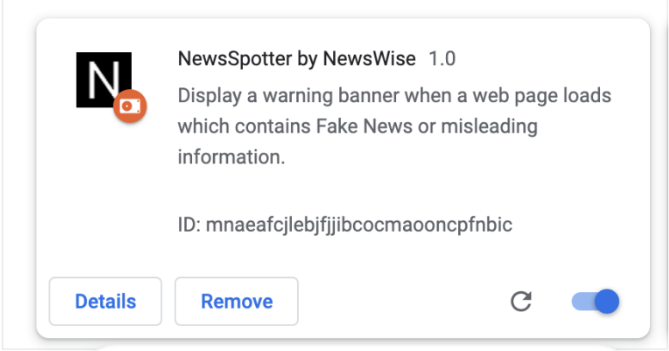 N
NewsSpotter by NewsWise 1.0
Display a warning banner when a web page loads
which contains Fake News or misleading
information.
ID: mnaeafcjlebjfjjibcocmaooncpfnbic
Details Remove